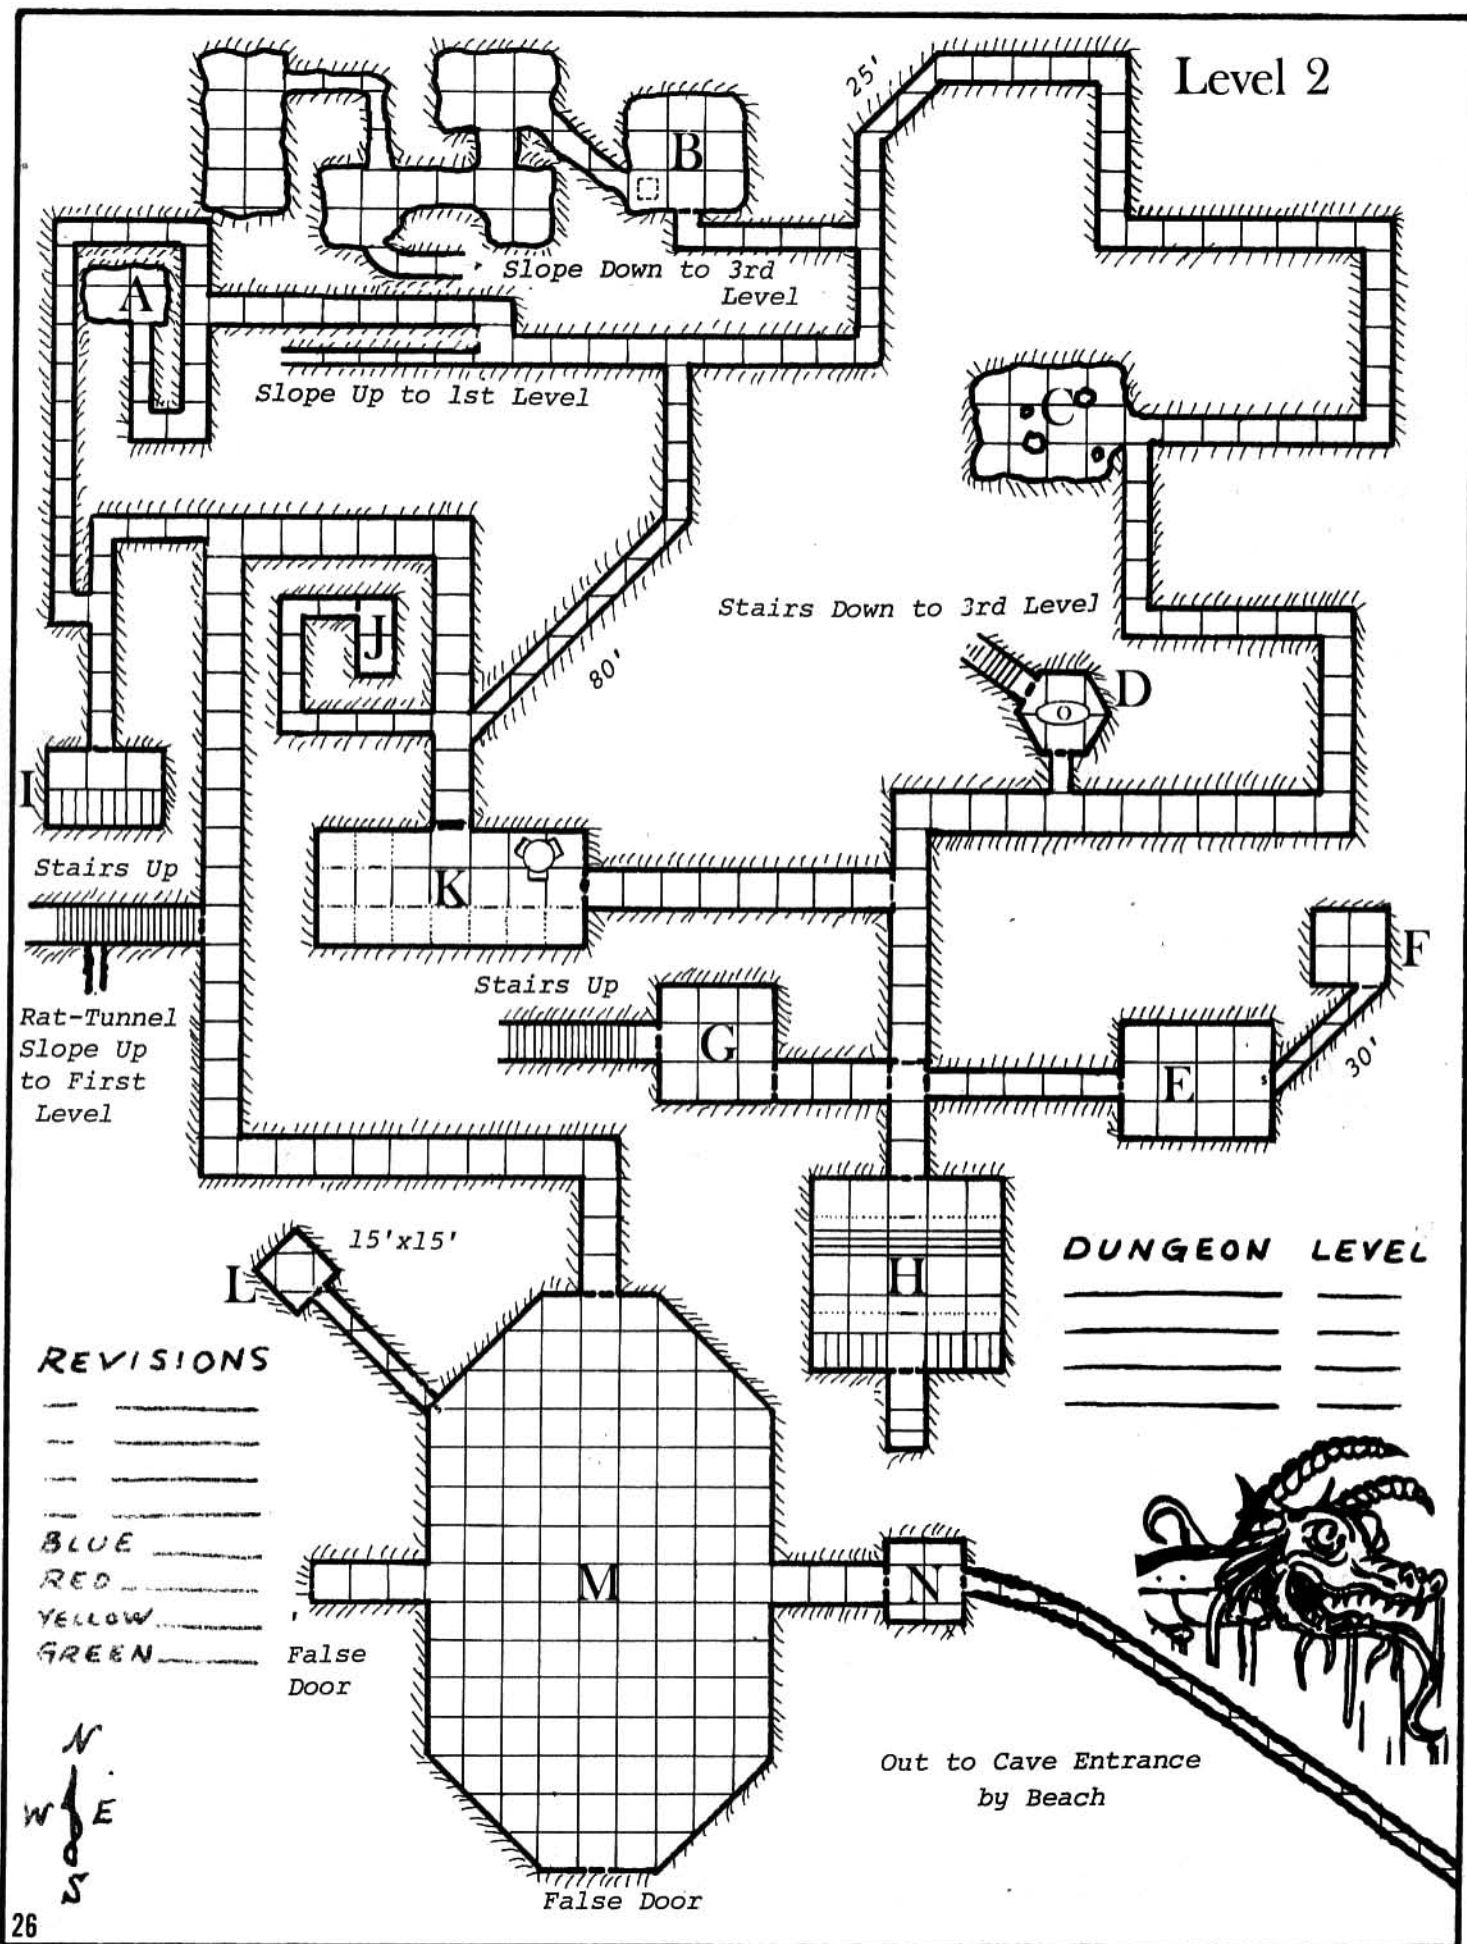 Level 2
25'
B
A
Slope Down to 3rd
Level
Slope Up to 1st Level
C
Stairs Down to 3rd Level
J
80'
D
O
I
Stairs Up
K
F
Stairs Up
Rat-Tunnel
Slope Up
to First
Level
G
E
s
30'
15'x15'
L
H
DUNGEON LEVEL
REVISIONS
BLUE
RED
YELLOW
GREEN
M
N
False
Door
N
W E
S
Out to Cave Entrance
by Beach
False Door
26